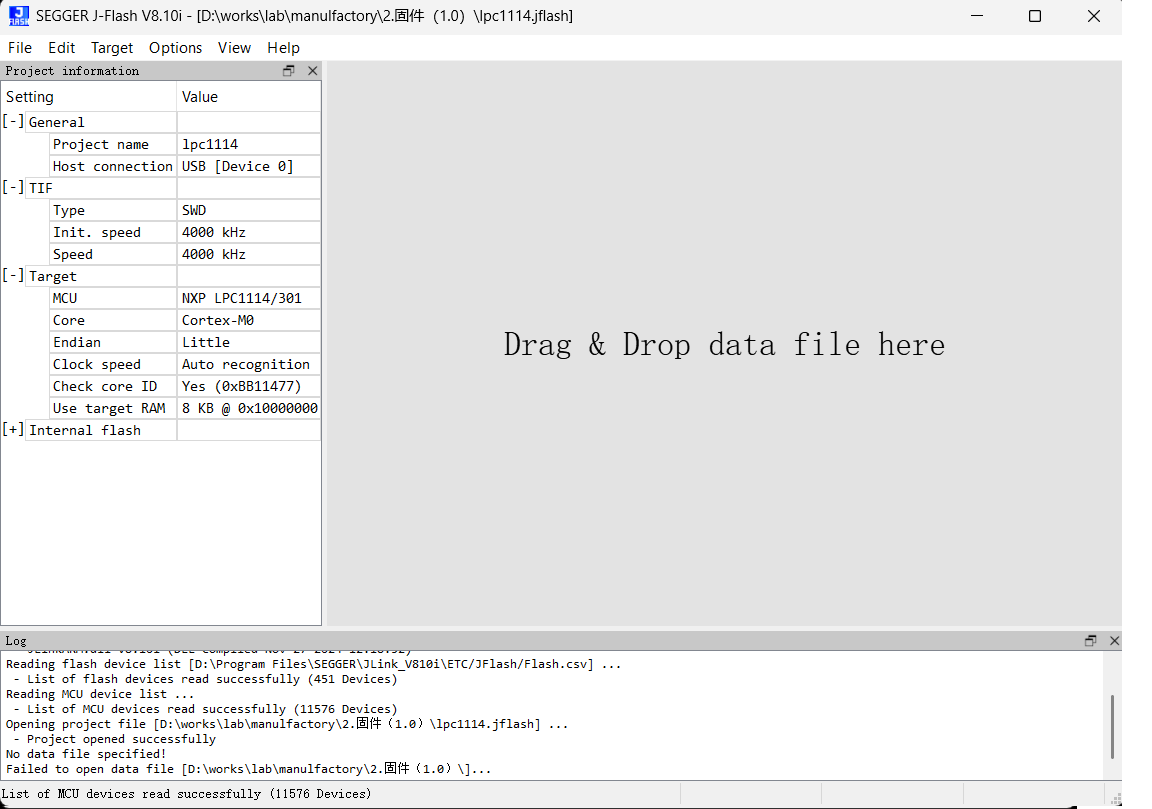 SEGGER J-Flash V8.10i - [D:\works\lab\manulfactory\2.固件（1.0）\lpc1114.jflash]
File Edit Target Options View Help
Project information
Setting Value
[-] General
Project name lpc1114
Host connection USB [Device 0]
[-] TIF
Type SWD
Init. speed 4000 kHz
Speed 4000 kHz
[-] Target
MCU NXP LPC1114/301
Core Cortex-M0
Endian Little
Clock speed Auto recognition
Check core ID Yes (0xBB11477)
Use target RAM 8 KB @ 0x10000000
[+] Internal flash
Drag & Drop data file here
Log
Reading flash device list [D:\Program Files\SEGGER\JLink_V810i\ETC/JFlash/Flash.csv] ...
- List of flash devices read successfully (451 Devices)
Reading MCU device list ...
- List of MCU devices read successfully (11576 Devices)
Opening project file [D:\works\lab\manulfactory\2.固件（1.0）\lpc1114.jflash] ...
- Project opened successfully
No data file specified!
Failed to open data file [D:\works\lab\manulfactory\2.固件（1.0）\]...
List of MCU devices read successfully (11576 Devices)